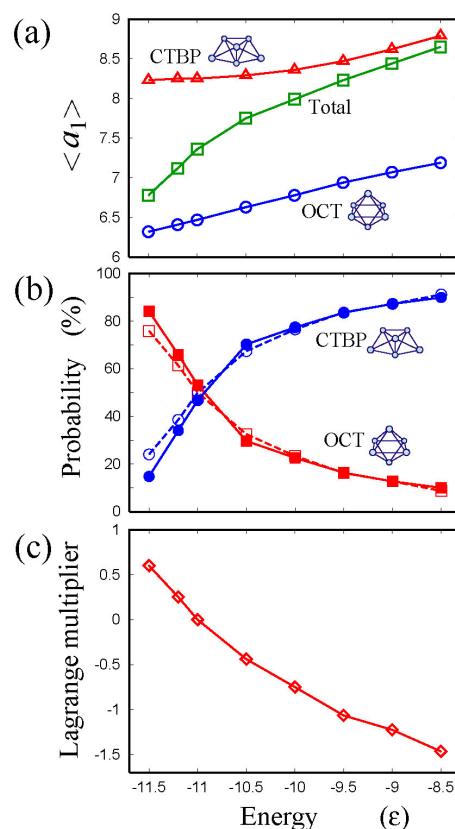 (a)
9
8.5
8
7.5
7
6.5
6
<a₁>
CTBP
Total
OCT
(b)
100
80
60
40
20
0
Probability (%)
CTBP
OCT
(c)
1
0.5
0
-0.5
-1
-1.5
Lagrange multiplier
-11.5 -11 -10.5 -10 -9.5 -9 -8.5
Energy (ε)